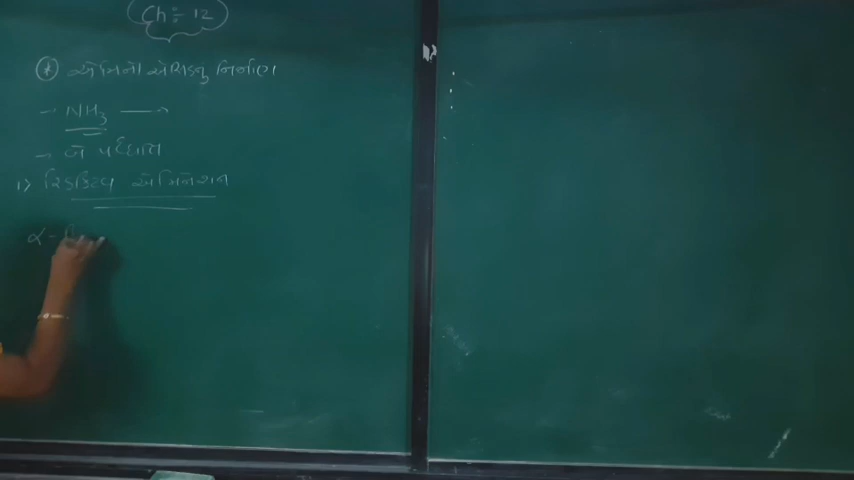 Ch÷ 12
* એમિનો એસિડનું નિર્માણ
→ NH₃ →
→ બે પદ્ધતિ
1> રિડક્ટિવ એમિનેશન
α -